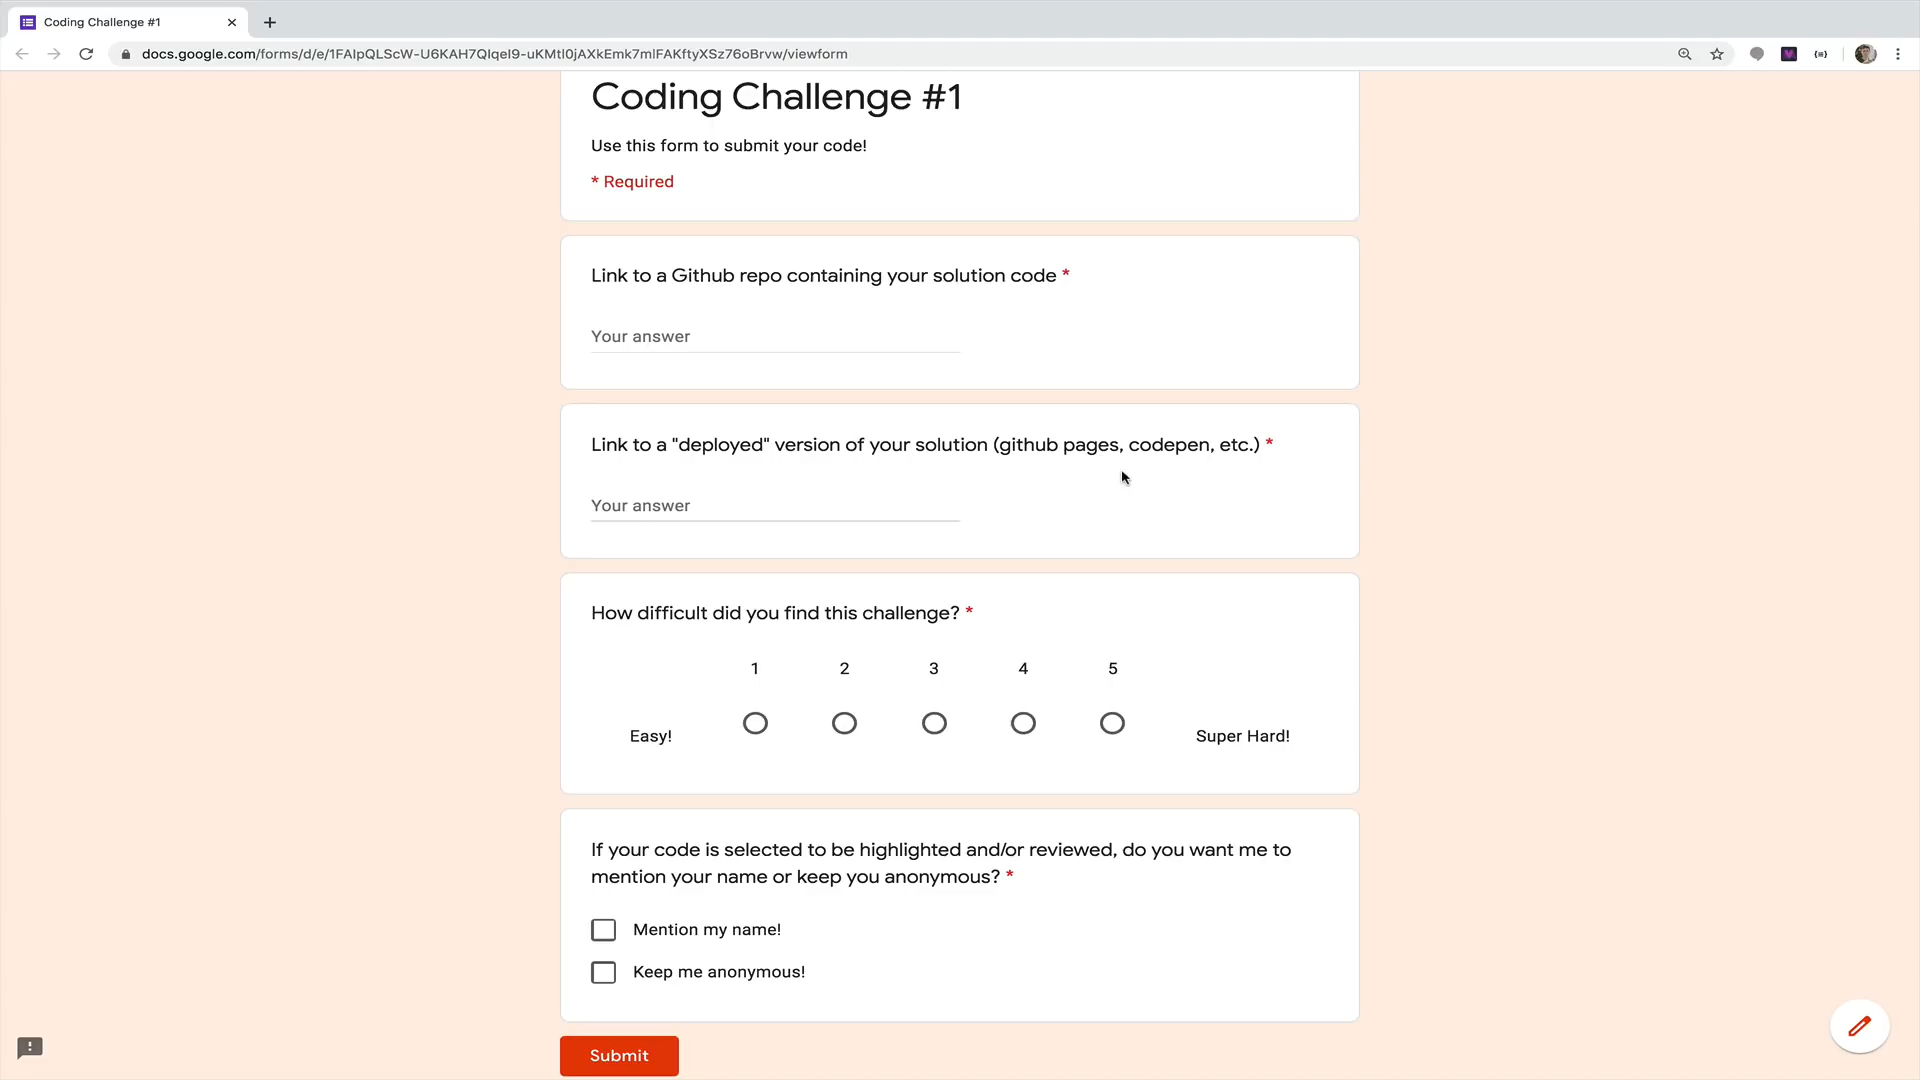 Coding Challenge #1
docs.google.com/forms/d/e/1FAIpQLScW-U6KAH7QIqeI9-uKMtl0jAXkEmk7mlFAKftyXSz76oBrvw/viewform
Coding Challenge #1
Use this form to submit your code!
* Required
Link to a Github repo containing your solution code *
Your answer
Link to a "deployed" version of your solution (github pages, codepen, etc.) *
Your answer
How difficult did you find this challenge? *
1 2 3 4 5
Easy! Super Hard!
If your code is selected to be highlighted and/or reviewed, do you want me to
mention your name or keep you anonymous? *
Mention my name!
Keep me anonymous!
Submit